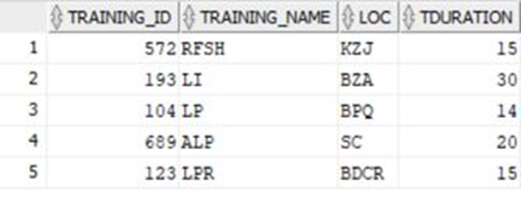 TRAINING_ID TRAINING_NAME LOC TDURATION
1 572 RFSH KZJ 15
2 193 LI BZA 30
3 104 LP BPQ 14
4 689 ALP SC 20
5 123 LPR BDCR 15